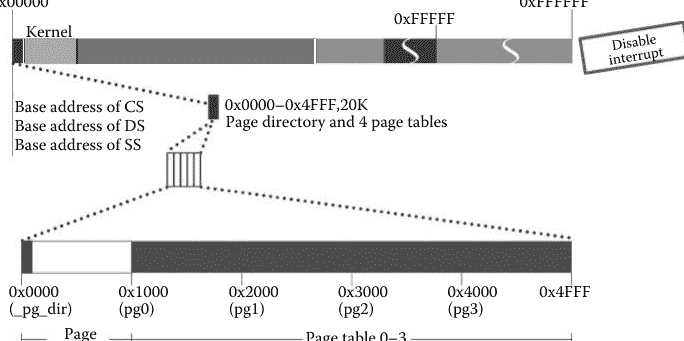 0x00000
0xFFFFFF
0xFFFFF
Kernel
Disable
interrupt
Base address of CS
Base address of DS
Base address of SS
0x0000–0x4FFF,20K
Page directory and 4 page tables
0x0000
(_pg_dir)
0x1000
(pg0)
0x2000
(pg1)
0x3000
(pg2)
0x4000
(pg3)
0x4FFF
Page
Page table 0–3